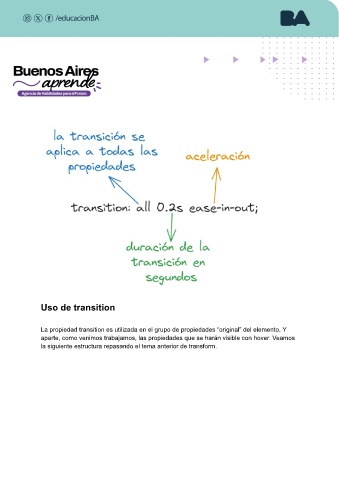 /educacionBA
BA
Buenos Aires
aprende
Agencia de Habilidades para el Futuro
la transición se
aplica a todas las
propiedades
aceleración
transition: all 0.2s ease-in-out;
duración de la
transición en
segundos
Uso de transition
La propiedad transition es utilizada en el grupo de propiedades “original” del elemento. Y
aparte, como venimos trabajamos, las propiedades que se harán visible con hover. Veamos
la siguiente estructura repasando el tema anterior de transform.